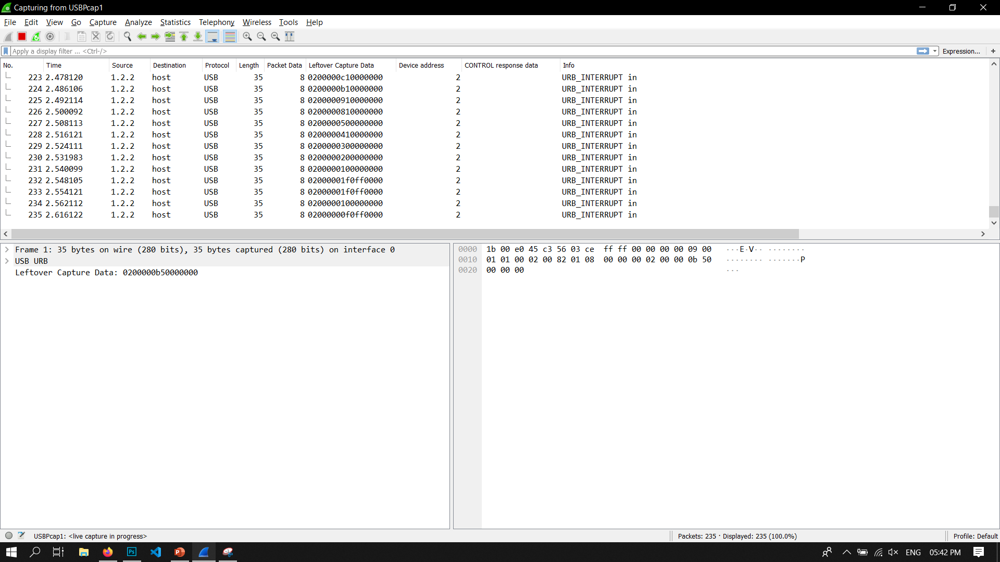 Capturing from USBPcap1
File Edit View Go Capture Analyze Statistics Telephony Wireless Tools Help
Apply a display filter ... <Ctrl-/> Expression... +
No. Time Source Destination Protocol Length Packet Data Leftover Capture Data Device address CONTROL response data Info
223 2.478120 1.2.2 host USB 35 8 0200000c10000000 2 URB_INTERRUPT in
224 2.486106 1.2.2 host USB 35 8 0200000b10000000 2 URB_INTERRUPT in
225 2.492114 1.2.2 host USB 35 8 0200000910000000 2 URB_INTERRUPT in
226 2.500092 1.2.2 host USB 35 8 0200000810000000 2 URB_INTERRUPT in
227 2.508113 1.2.2 host USB 35 8 0200000500000000 2 URB_INTERRUPT in
228 2.516121 1.2.2 host USB 35 8 0200000410000000 2 URB_INTERRUPT in
229 2.524111 1.2.2 host USB 35 8 0200000300000000 2 URB_INTERRUPT in
230 2.531983 1.2.2 host USB 35 8 0200000200000000 2 URB_INTERRUPT in
231 2.540099 1.2.2 host USB 35 8 0200000100000000 2 URB_INTERRUPT in
232 2.548105 1.2.2 host USB 35 8 02000001f0ff0000 2 URB_INTERRUPT in
233 2.554121 1.2.2 host USB 35 8 02000001f0ff0000 2 URB_INTERRUPT in
234 2.562112 1.2.2 host USB 35 8 0200000100000000 2 URB_INTERRUPT in
235 2.616122 1.2.2 host USB 35 8 02000000f0ff0000 2 URB_INTERRUPT in
Frame 1: 35 bytes on wire (280 bits), 35 bytes captured (280 bits) on interface 0
USB URB
Leftover Capture Data: 0200000b50000000
0000 1b 00 e0 45 c3 56 03 ce ff ff 00 00 00 00 09 00 ···E·V·· ········
0010 01 01 00 02 00 82 01 08 00 00 00 02 00 00 0b 50 ········ ·······P
0020 00 00 00 ···
USBPcap1: <live capture in progress> Packets: 235 · Displayed: 235 (100.0%) Profile: Default
Ps P ENG 05:42 PM